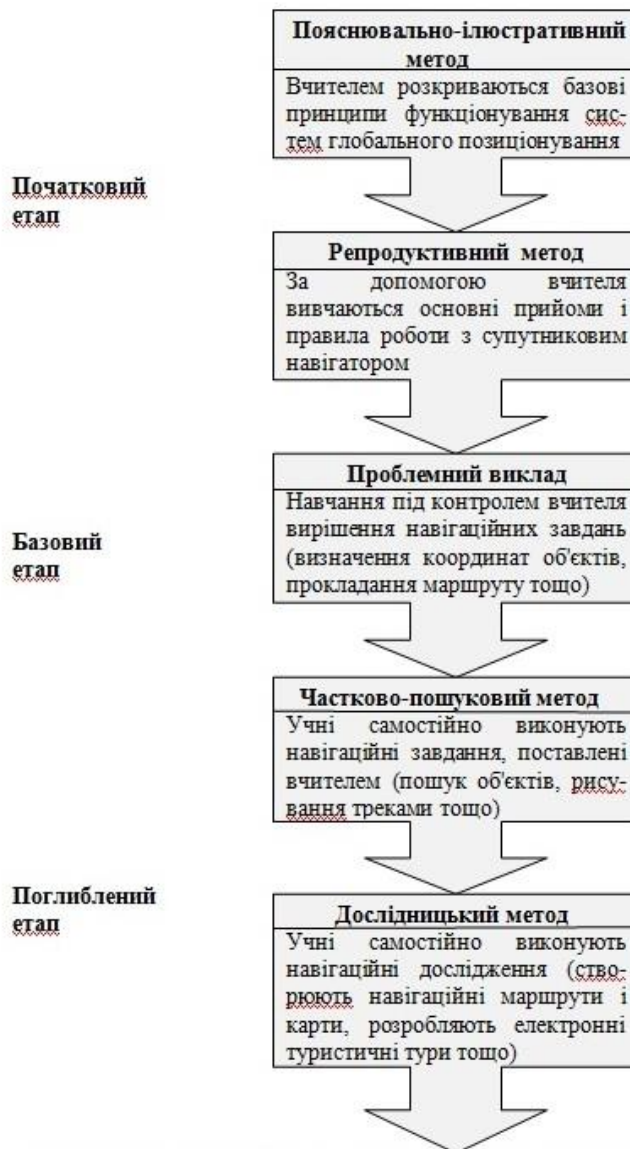 Пояснювально-ілюстративний
метод
Вчителем розкриваються базові
принципи функціонування сис-
тем глобального позиціонування
Початковий
етап
Репродуктивний метод
За допомогою вчителя
вивчаються основні прийоми і
правила роботи з супутниковим
навігатором
Проблемний виклад
Навчання під контролем вчителя
вирішення навігаційних завдань
(визначення координат об'єктів,
прокладання маршруту тощо)
Базовий
етап
Частково-пошуковий метод
Учні самостійно виконують
навігаційні завдання, поставлені
вчителем (пошук об'єктів, рису-
вання треками тощо)
Поглиблений
етап
Дослідницький метод
Учні самостійно виконують
навігаційні дослідження (ство-
рюють навігаційні маршрути і
карти, розробляють електронні
туристичні тури тощо)